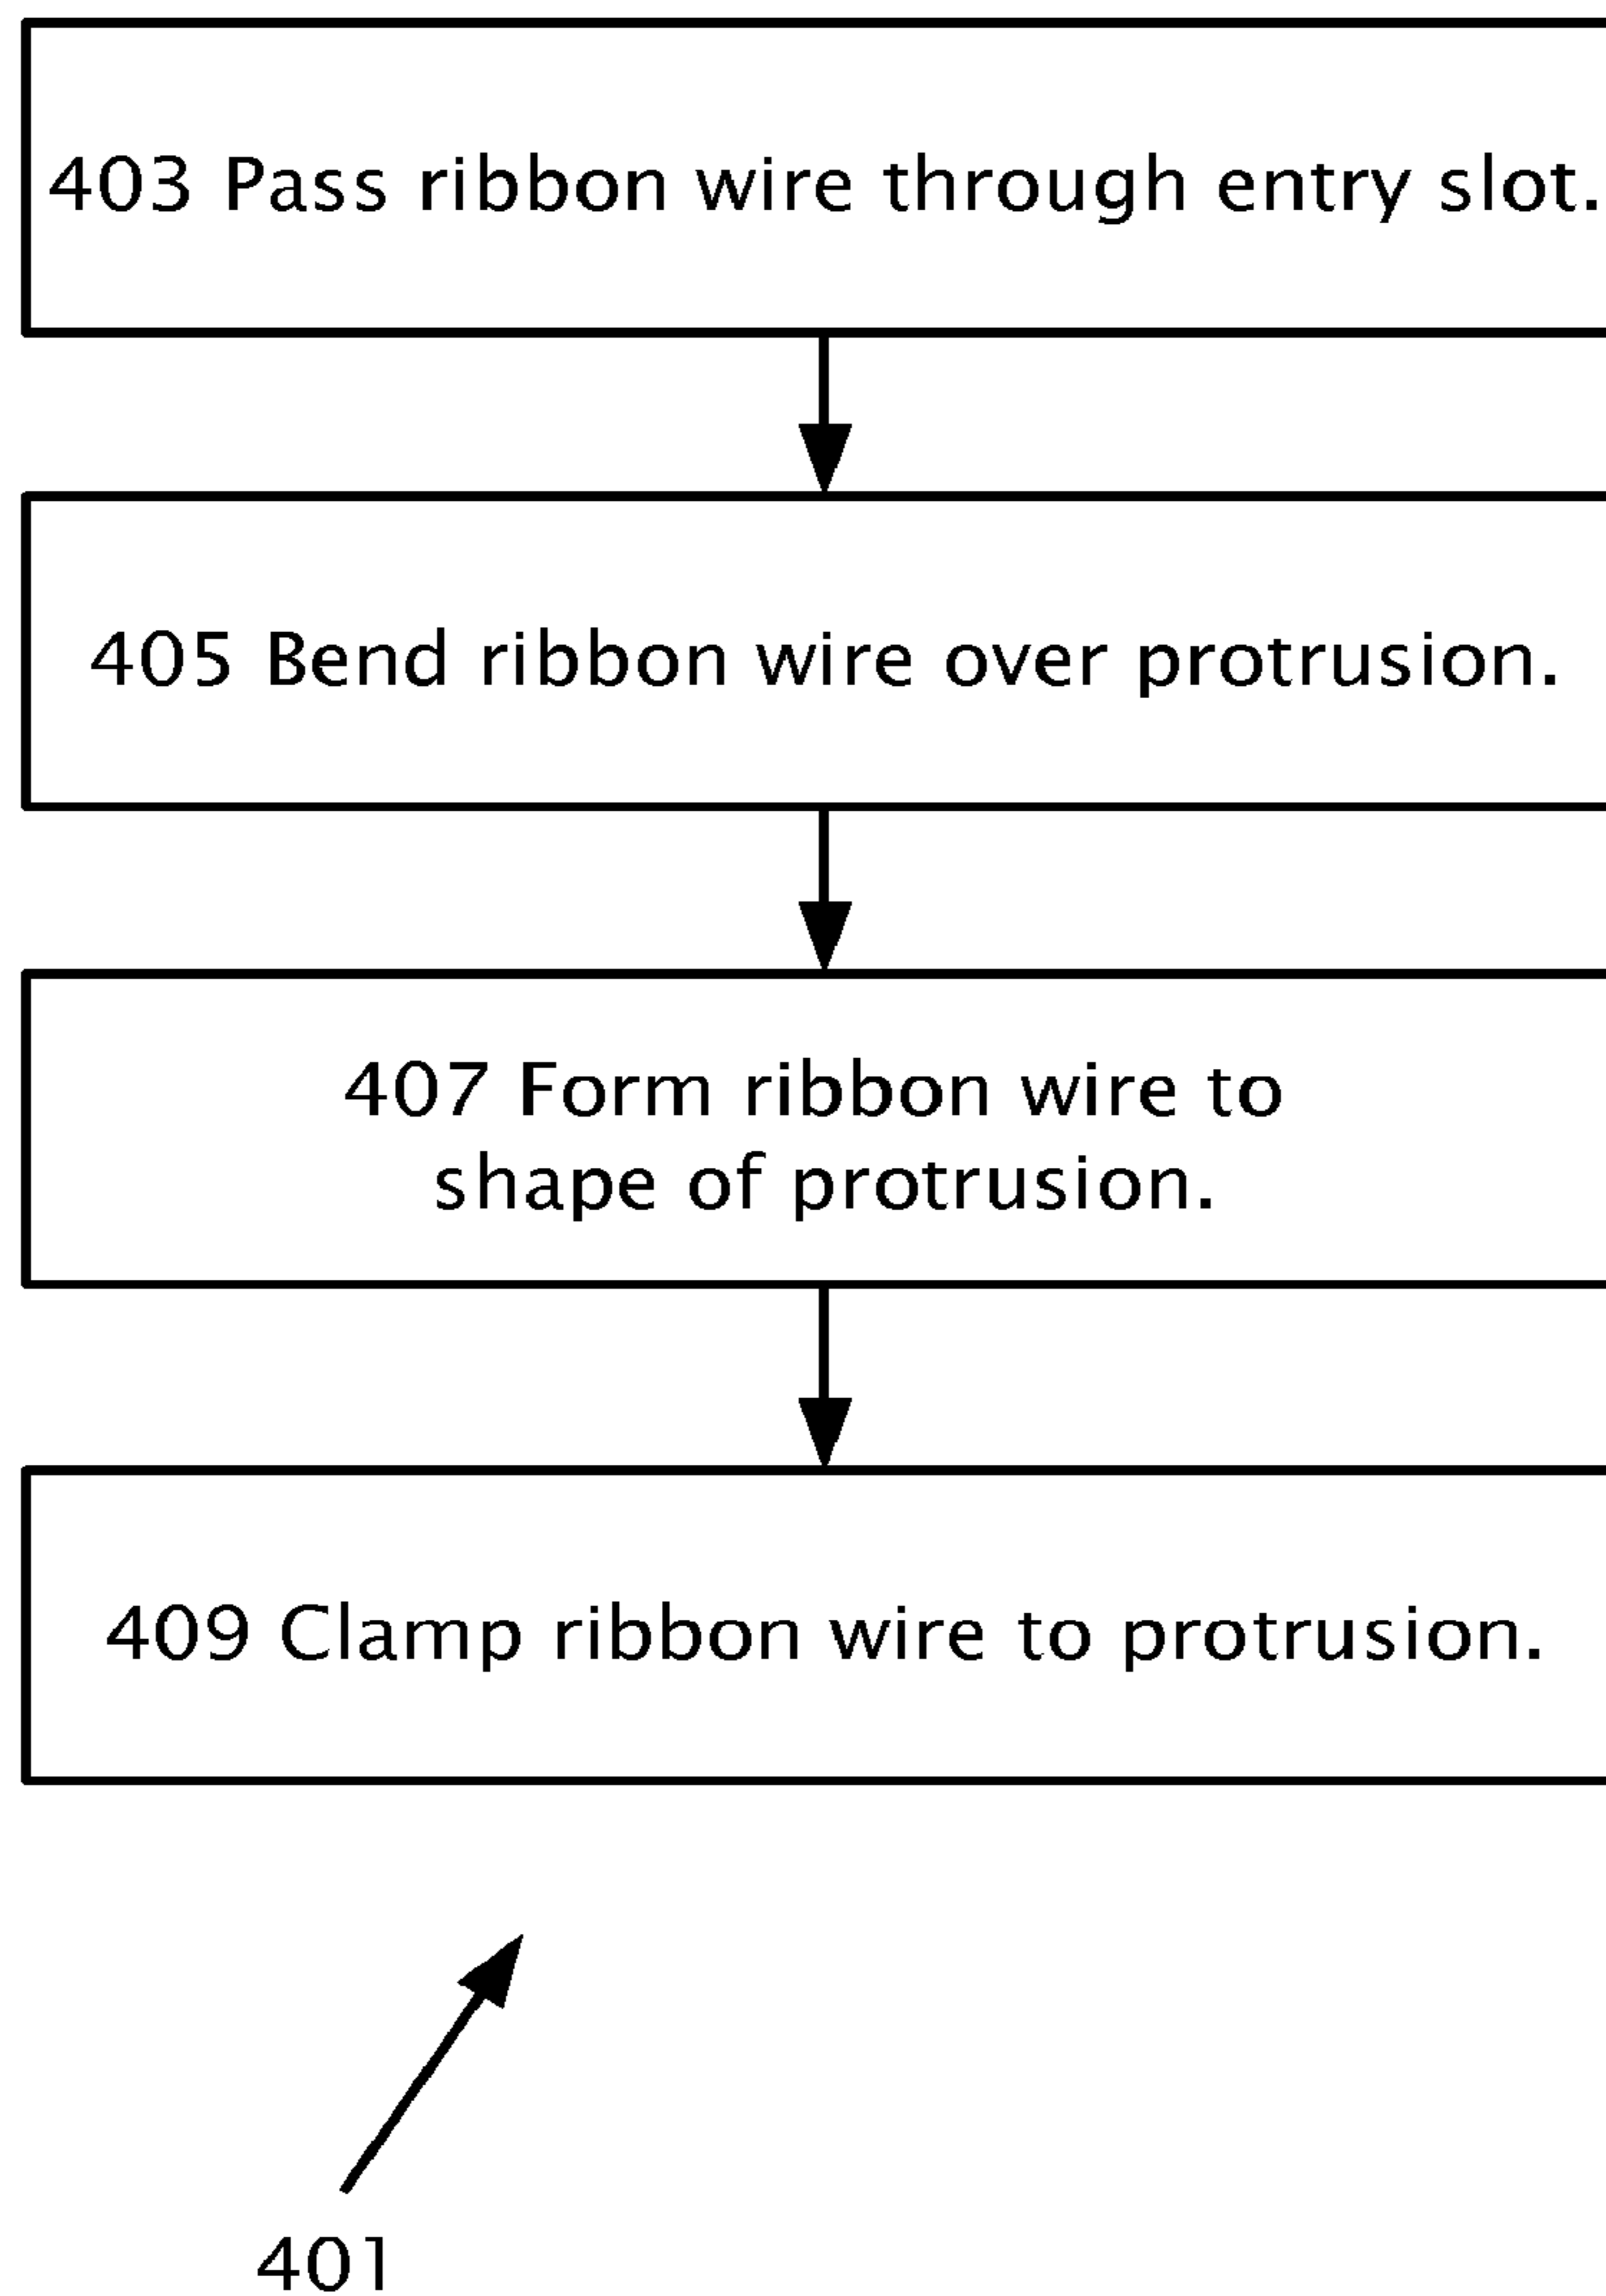 403 Pass ribbon wire through entry slot.
405 Bend ribbon wire over protrusion.
407 Form ribbon wire to
shape of protrusion.
409 Clamp ribbon wire to protrusion.
401